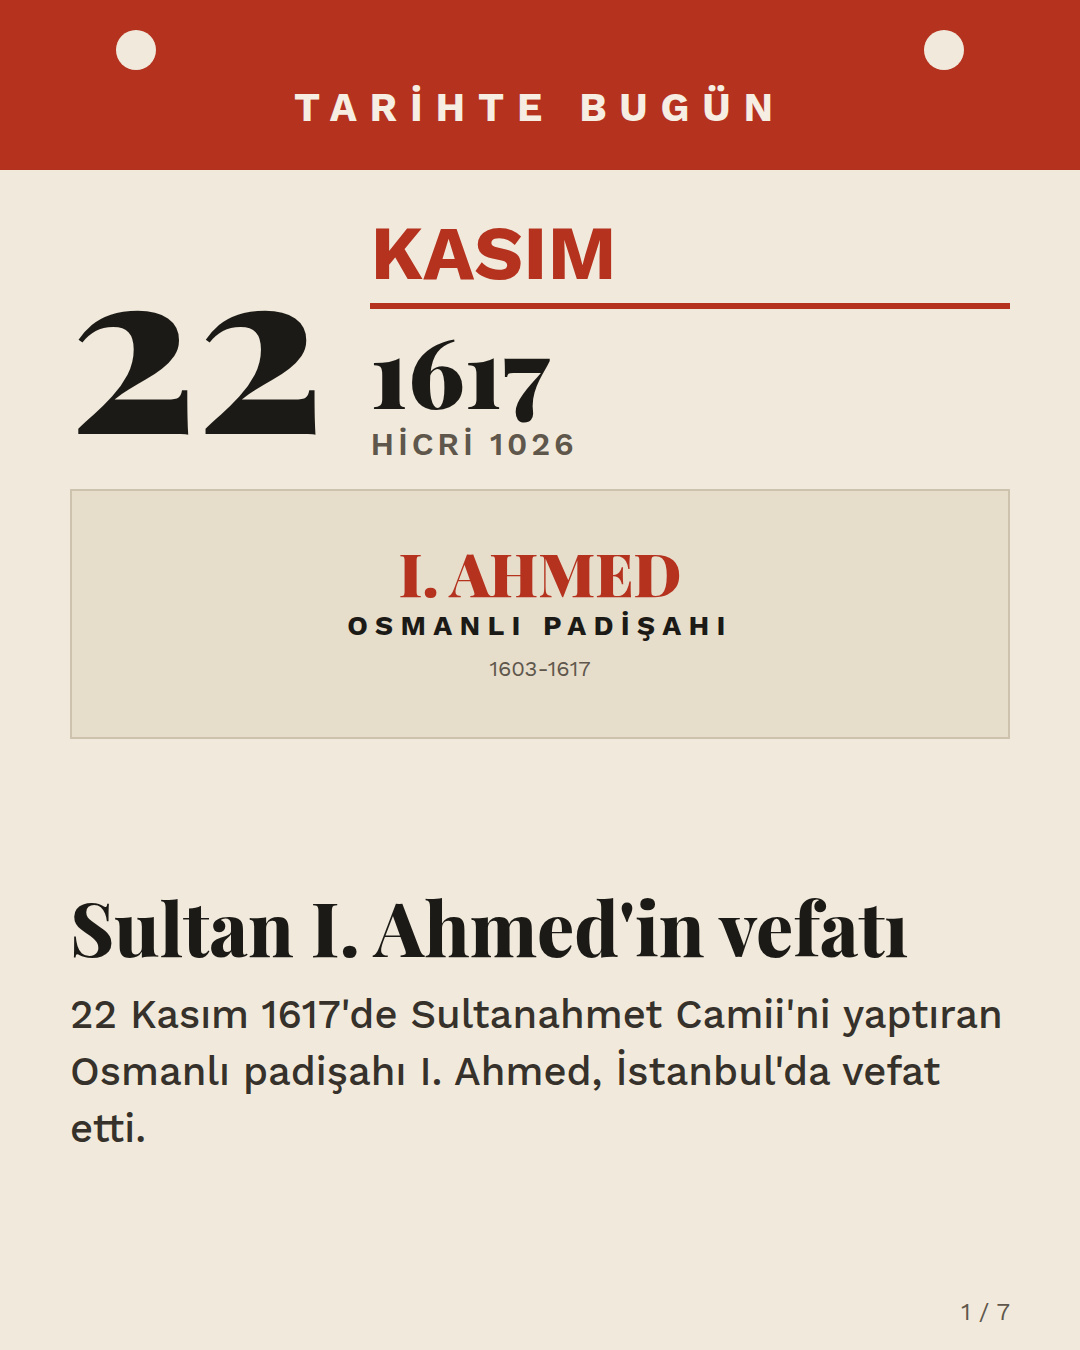 TARİHTE BUGÜN
22
KASIM
1617
HİCRİ 1026
I. AHMED
OSMANLI PADİŞAHI
1603-1617
Sultan I. Ahmed'in vefatı
22 Kasım 1617'de Sultanahmet Camii'ni yaptıran
Osmanlı padişahı I. Ahmed, İstanbul'da vefat
etti.
1 / 7